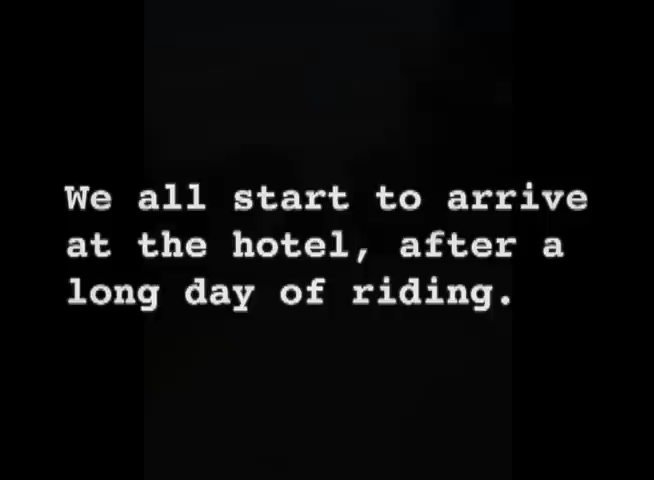 We all start to arrive
at the hotel, after a
long day of riding.